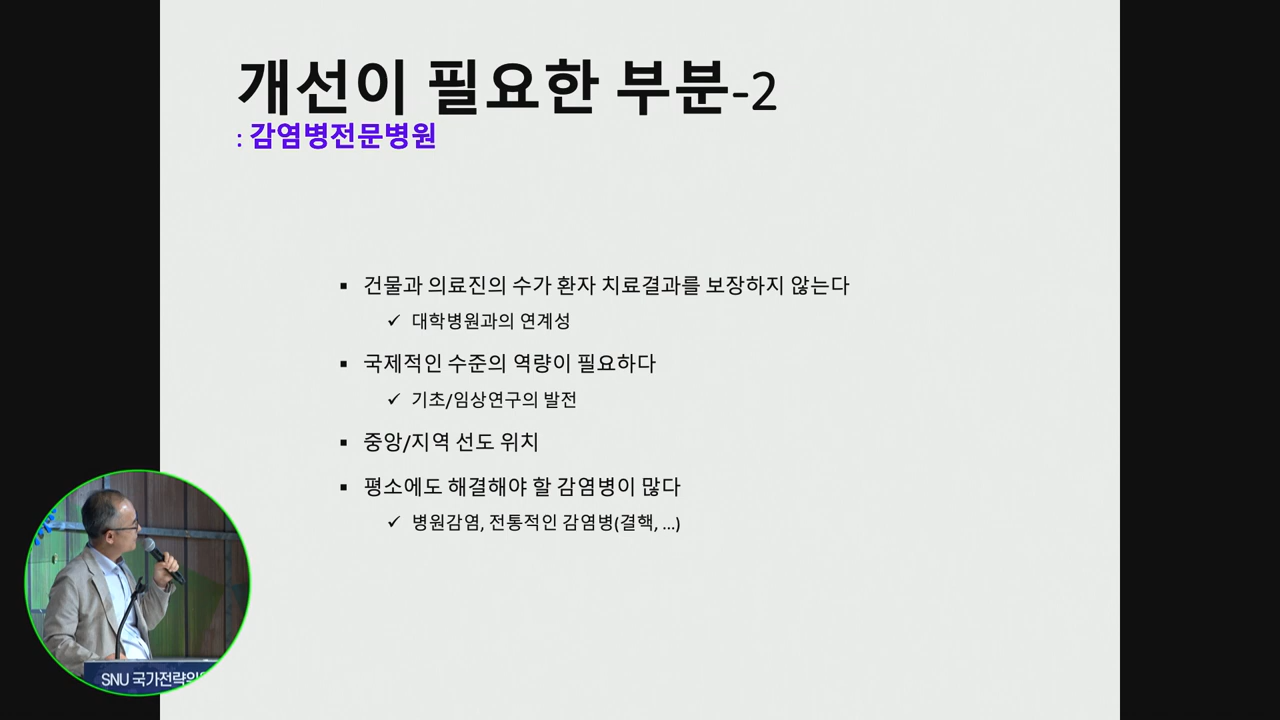 개선이 필요한 부분-2
: 감염병전문병원
▪ 건물과 의료진의 수가 환자 치료결과를 보장하지 않는다
✓ 대학병원과의 연계성
▪ 국제적인 수준의 역량이 필요하다
✓ 기초/임상연구의 발전
▪ 중앙/지역 선도 위치
▪ 평소에도 해결해야 할 감염병이 많다
✓ 병원감염, 전통적인 감염병(결핵, ...)
SNU 국가전략위